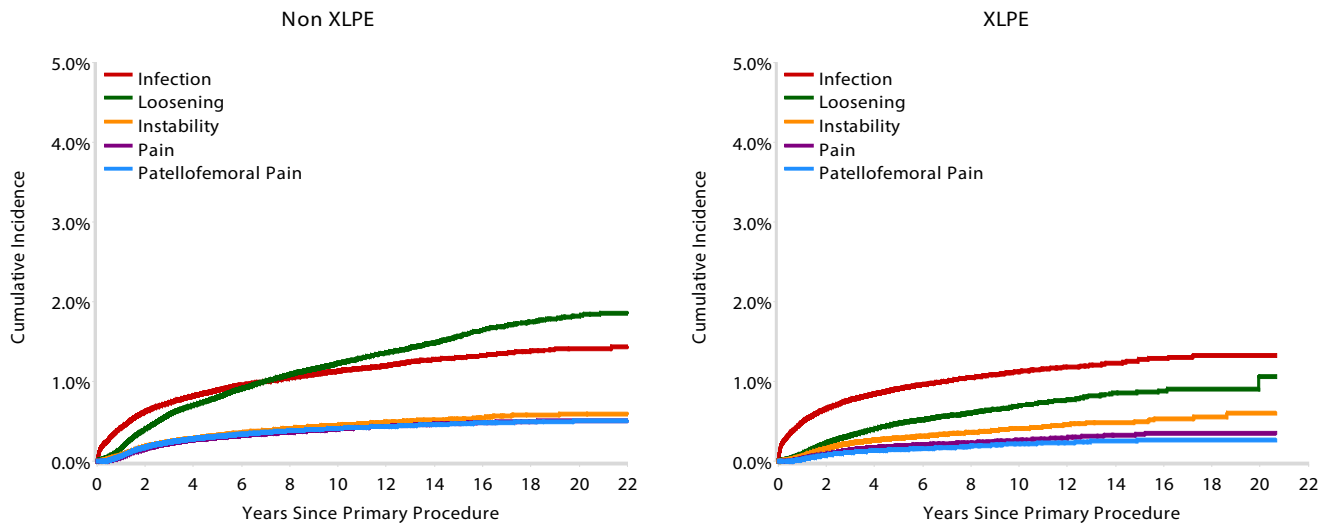 Non XLPE
Cumulative Incidence
5.0%
4.0%
3.0%
2.0%
1.0%
0.0%
Infection
Loosening
Instability
Pain
Patellofemoral Pain
0 2 4 6 8 10 12 14 16 18 20 22
Years Since Primary Procedure
XLPE
Cumulative Incidence
5.0%
4.0%
3.0%
2.0%
1.0%
0.0%
Infection
Loosening
Instability
Pain
Patellofemoral Pain
0 2 4 6 8 10 12 14 16 18 20 22
Years Since Primary Procedure